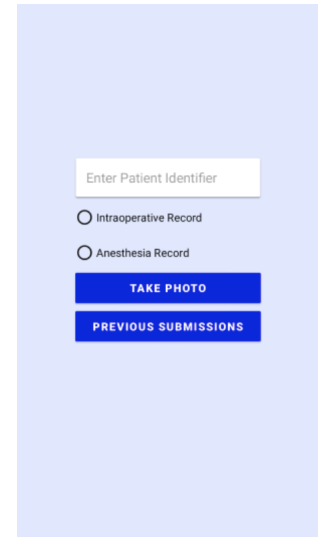 Enter Patient Identifier
Intraoperative Record
Anesthesia Record
TAKE PHOTO
PREVIOUS SUBMISSIONS